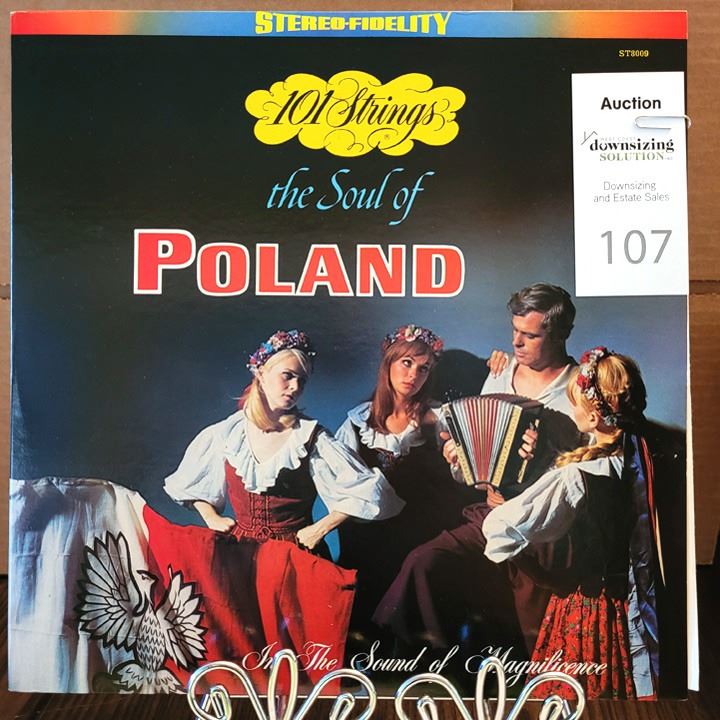 STEREO-FIDELITY
ST8009
101 Strings
®
the Soul of
POLAND
In The Sound of Magnificence
Auction
downsizing
SOLUTION
Downsizing
and Estate Sales
107